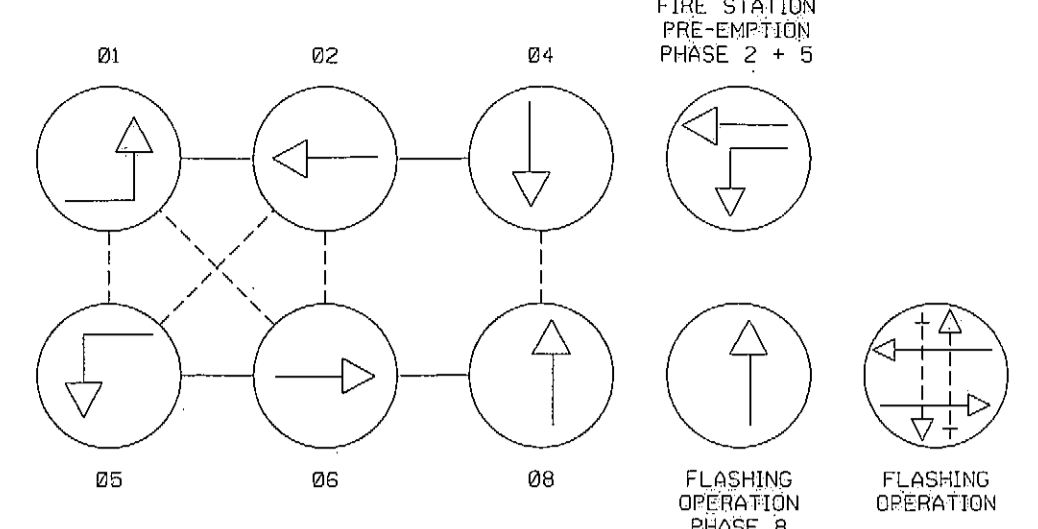 FIRE STATION
PRE-EMPTION
PHASE 2 + 5
Ø1
Ø2
Ø4
Ø5
Ø6
Ø8
FLASHING
OPERATION
PHASE 8
FLASHING
OPERATION